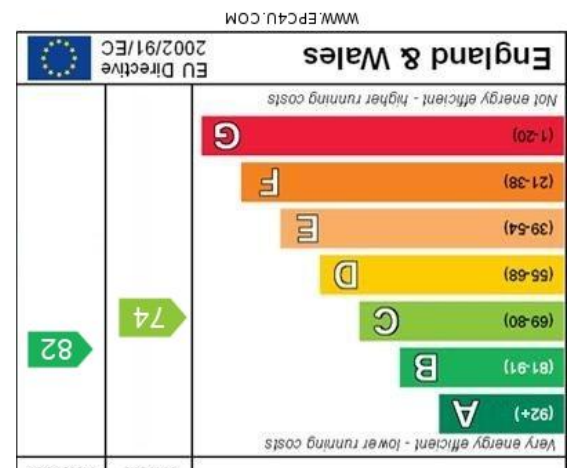 Very energy efficient - lower running costs
(92+) A
(81-91) B
(69-80) C
(55-68) D
(39-54) E
(21-38) F
(1-20) G
74
82
Not energy efficient - higher running costs
England & Wales
EU Directive
2002/91/EC
WWW.EPC4U.COM